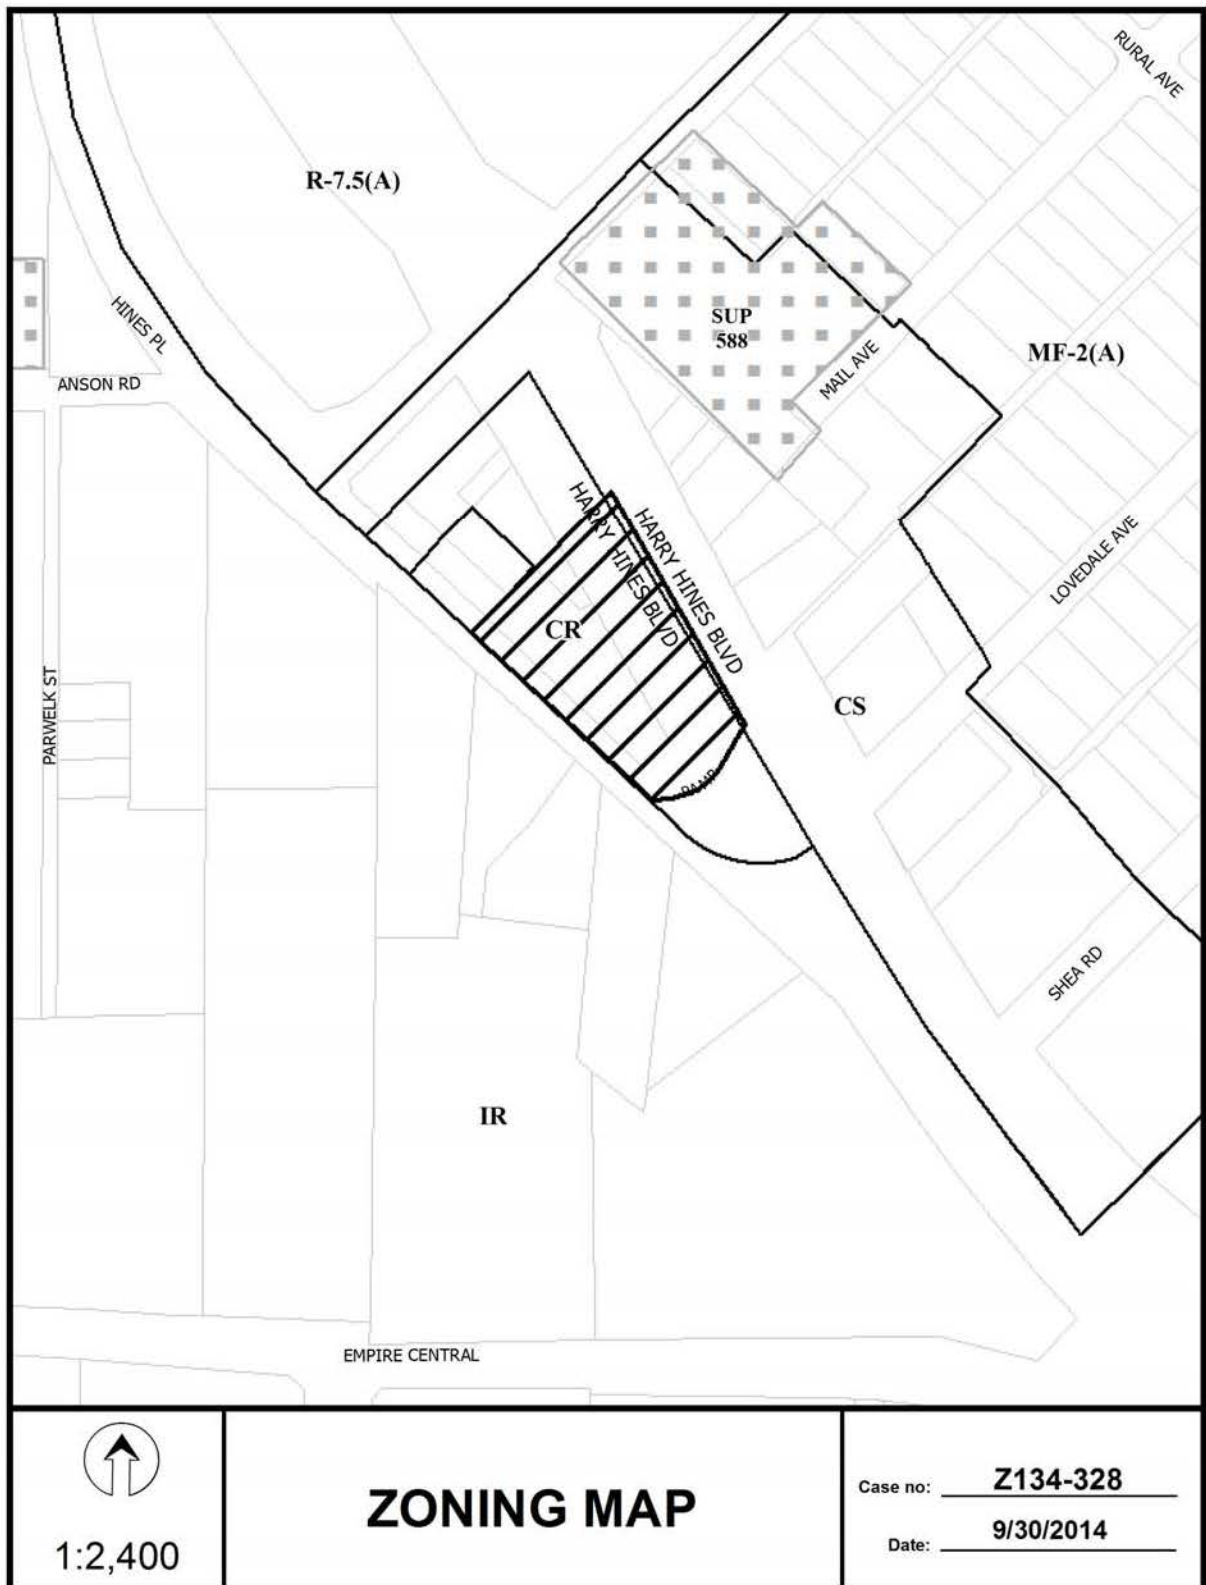 RURAL AVE
R-7.5(A)
HINES PL
SUP
588
MF-2(A)
MAIL AVE
ANSON RD
HARRY HINES BLVD
HARRY HINES BLVD
LOVEDALE AVE
CR
PARWELK ST
CS
RAMP
SHEA RD
IR
EMPIRE CENTRAL
1:2,400
ZONING MAP
Case no: Z134-328
Date: 9/30/2014